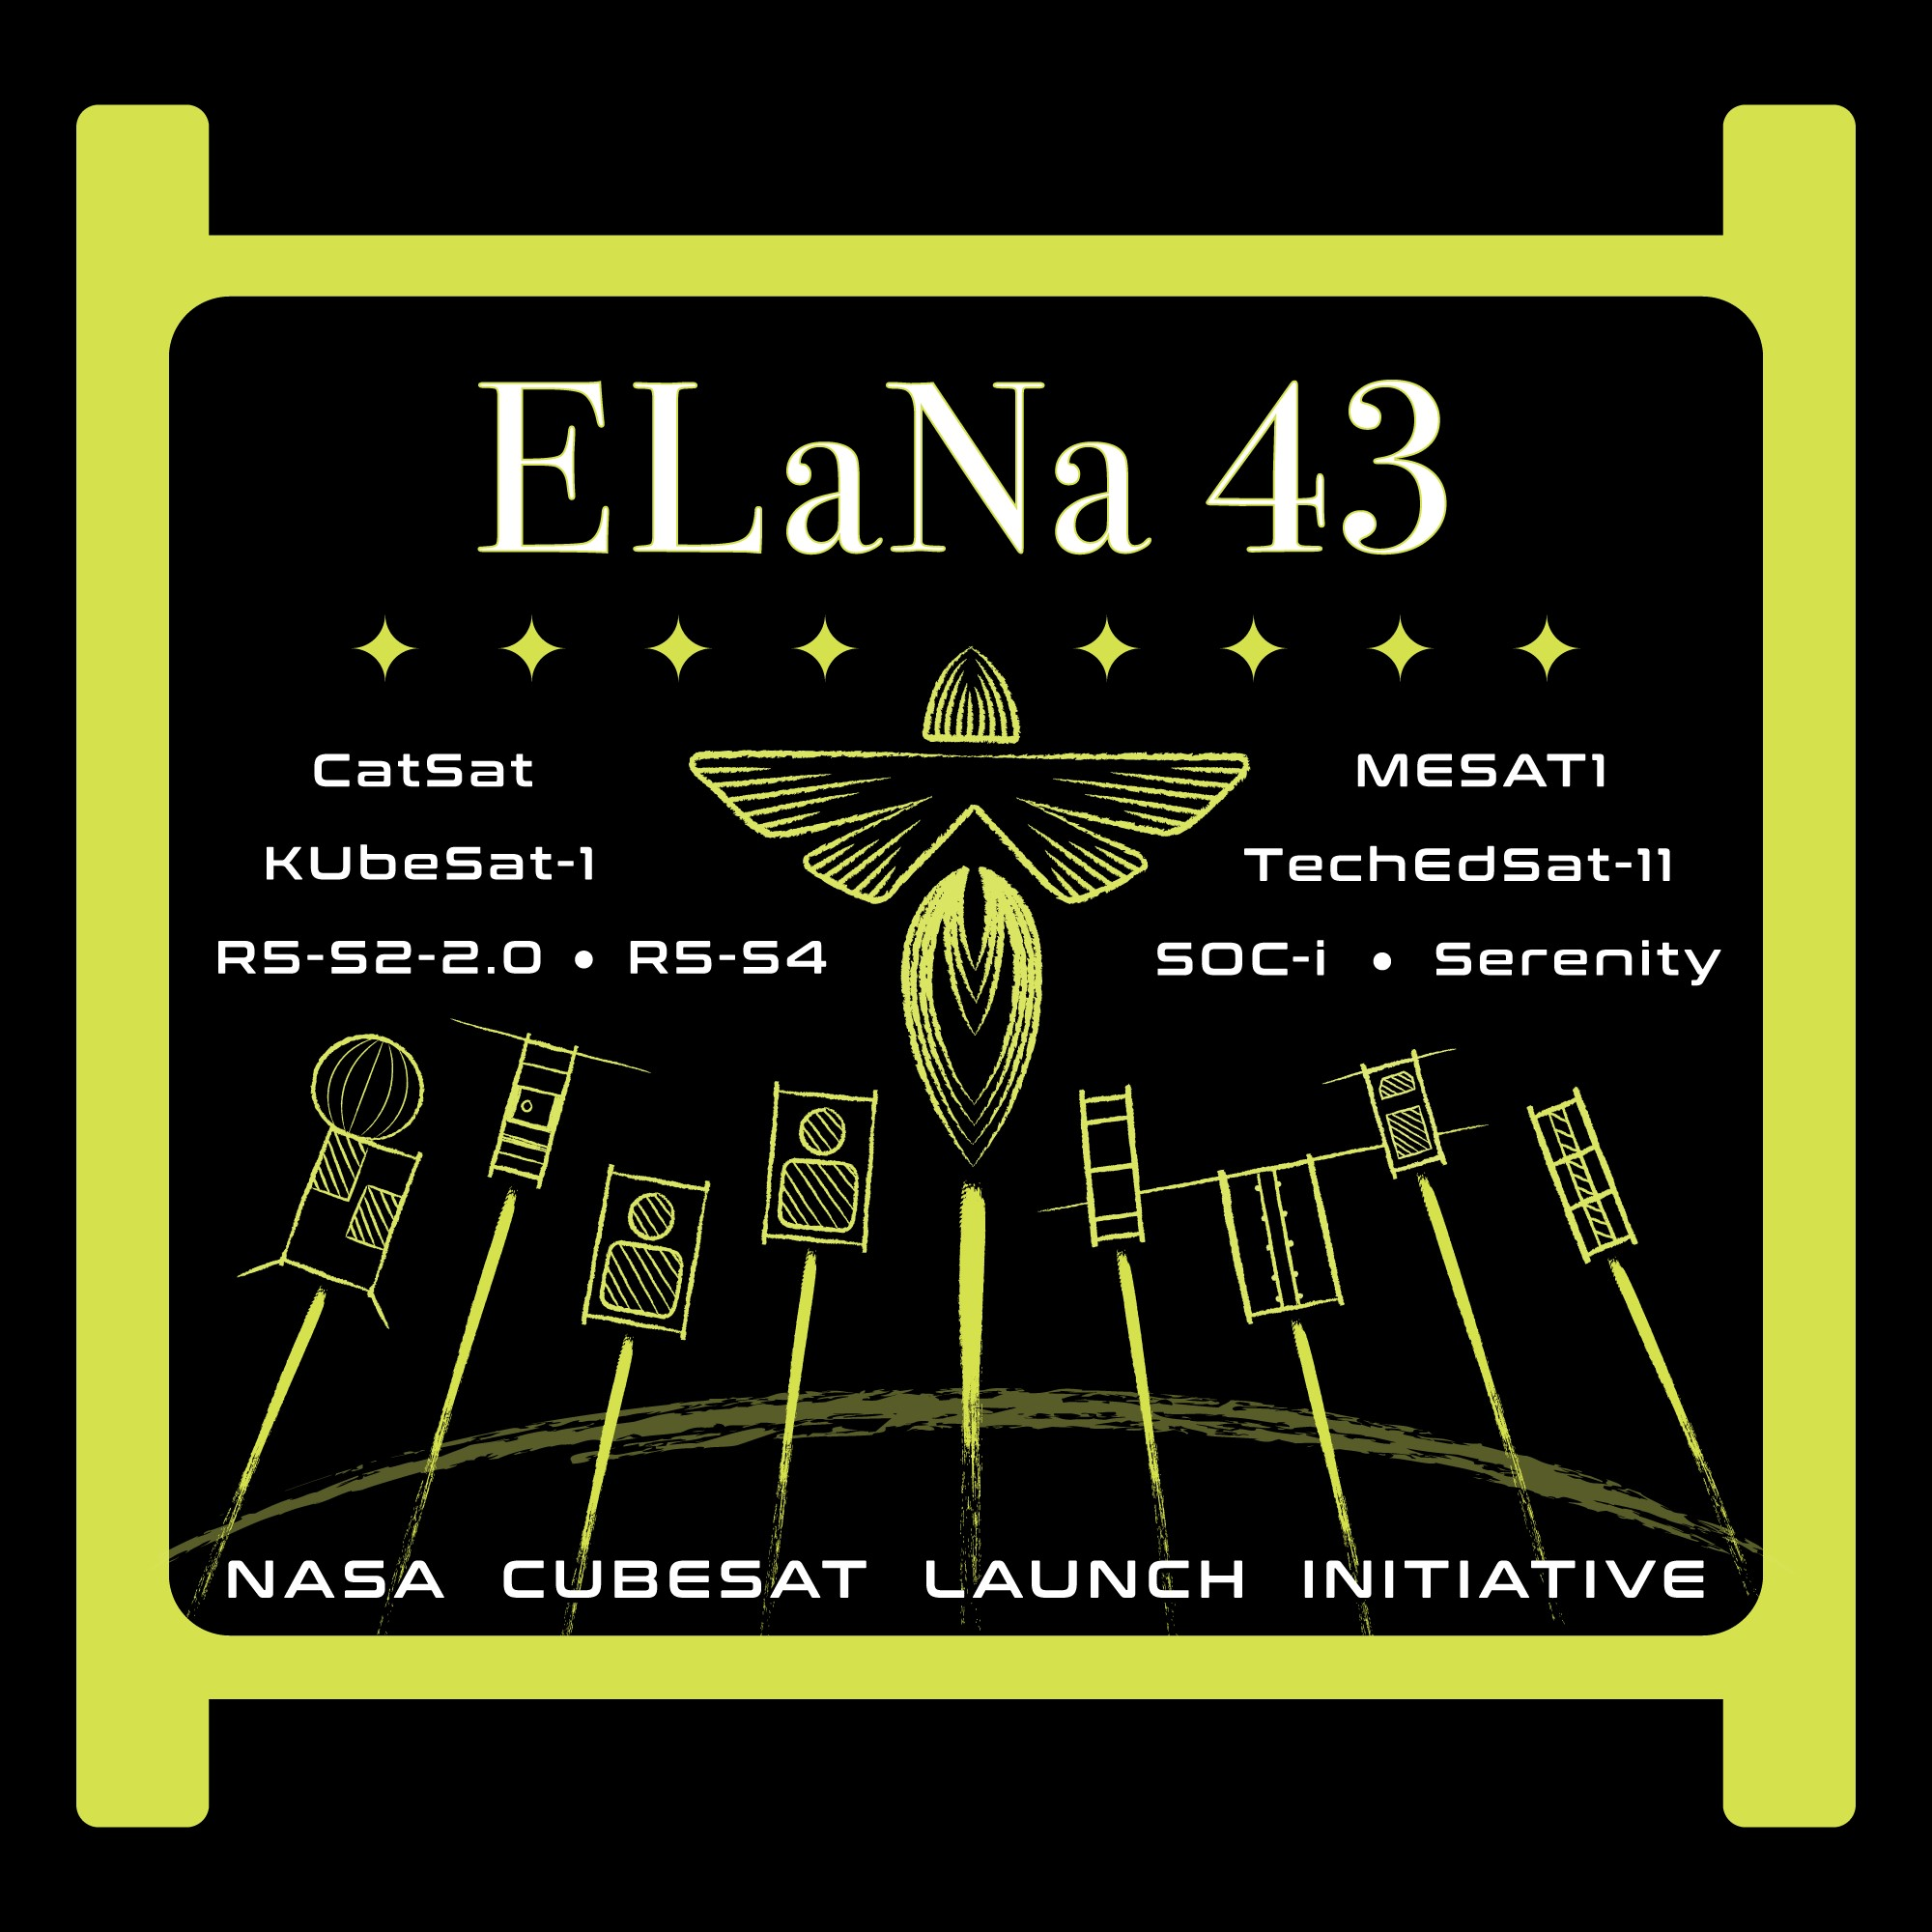 ELaNa 43
CatSat
KUbeSat-1
R5-S2-2.0 • R5-S4
MESAT1
TechEdSat-11
SOC-i • Serenity
NASA CUBESAT LAUNCH INITIATIVE